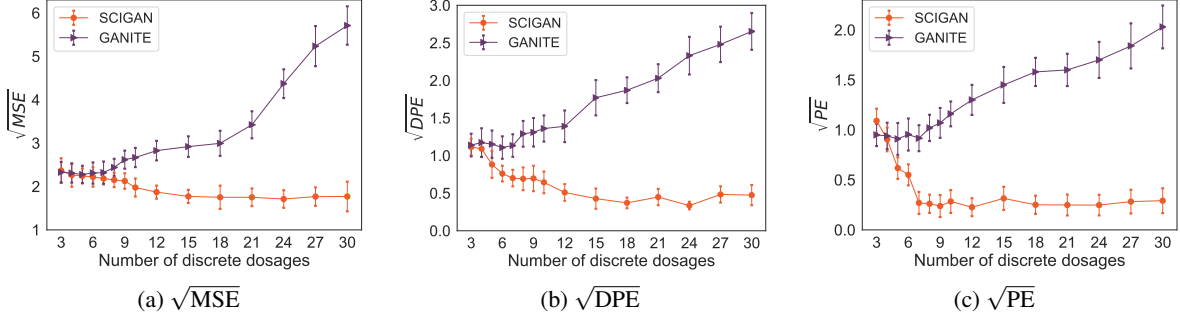 SCIGAN
GANITE
√MSE
6
5
4
3
2
1
3 6 9 12 15 18 21 24 27 30
Number of discrete dosages
(a) √MSE
SCIGAN
GANITE
√DPE
3.0
2.5
2.0
1.5
1.0
0.5
0.0
3 6 9 12 15 18 21 24 27 30
Number of discrete dosages
(b) √DPE
SCIGAN
GANITE
√PE
2.0
1.5
1.0
0.5
0.0
3 6 9 12 15 18 21 24 27 30
Number of discrete dosages
(c) √PE